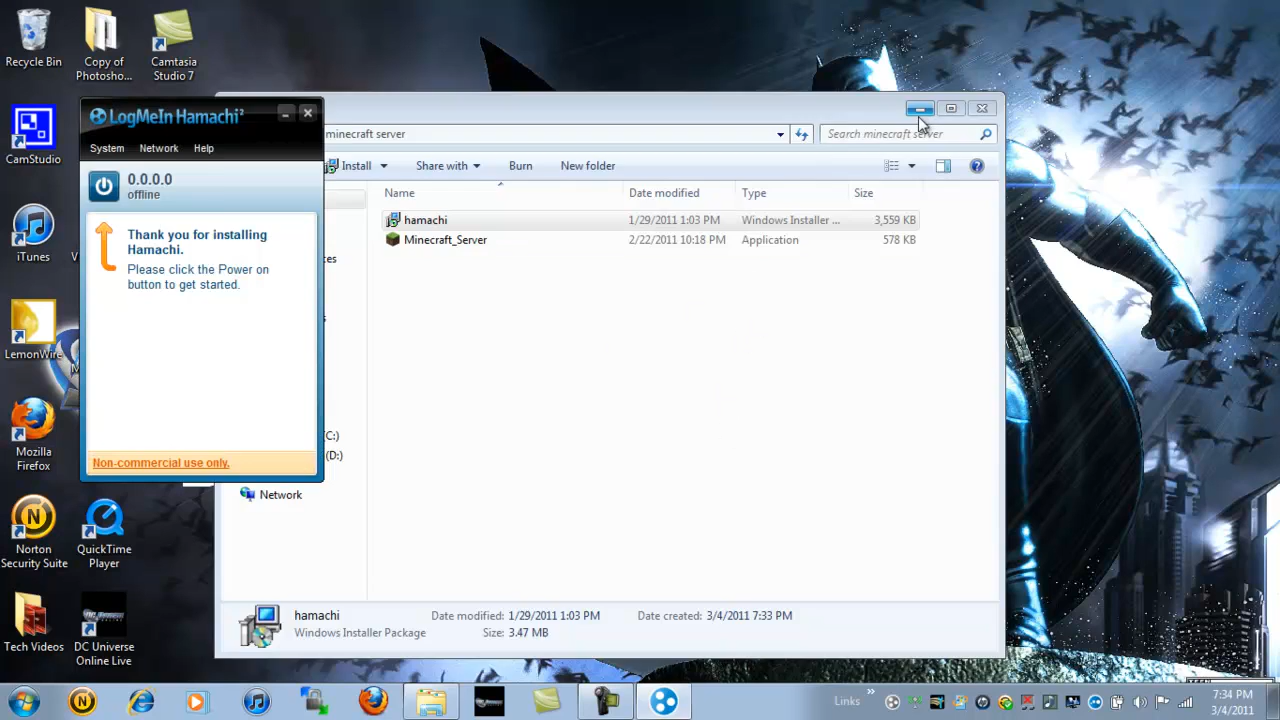 Recycle Bin
Copy of
Photosho...
Camtasia
Studio 7
CamStudio
iTunes
LemonWire
Mozilla
Firefox
Norton
Security Suite
QuickTime
Player
Tech Videos
DC Universe
Online Live
LogMeIn Hamachi²
System Network Help
0.0.0.0
offline
Thank you for installing
Hamachi.
Please click the Power on
button to get started.
Non-commercial use only.
minecraft server
Search minecraft server
Install Share with Burn New folder
Name Date modified Type Size
hamachi 1/29/2011 1:03 PM Windows Installer ... 3,559 KB
Minecraft_Server 2/22/2011 10:18 PM Application 578 KB
(C:)
(D:)
Network
hamachi Date modified: 1/29/2011 1:03 PM Date created: 3/4/2011 7:33 PM
Windows Installer Package Size: 3.47 MB
Links »
7:34 PM
3/4/2011